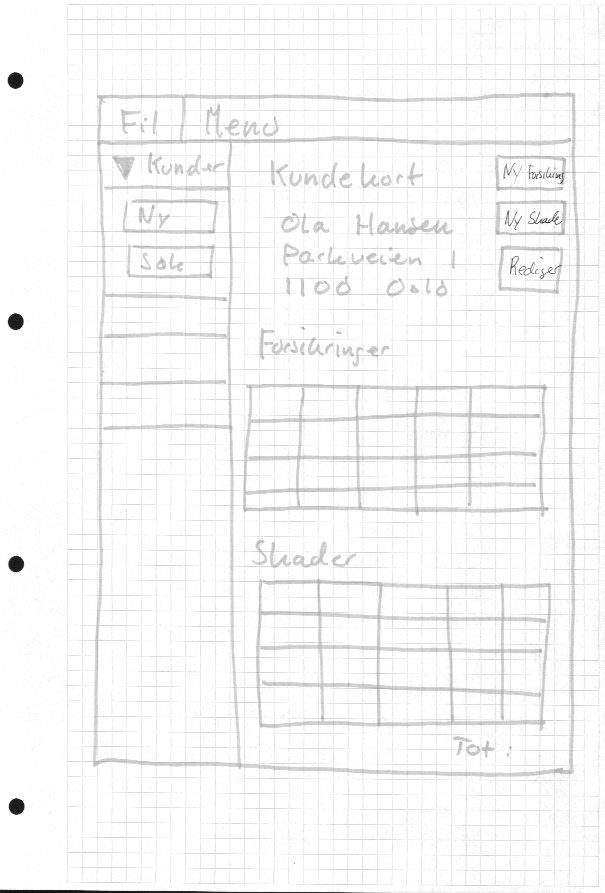 Fil Menu
Kunder
Ny
Søk
Kundekort
Ola Hansen
Parkveien 1
1100 Oslo
Ny Forsikring
Ny Skade
Rediger
Forsikringer
Skader
Tot: